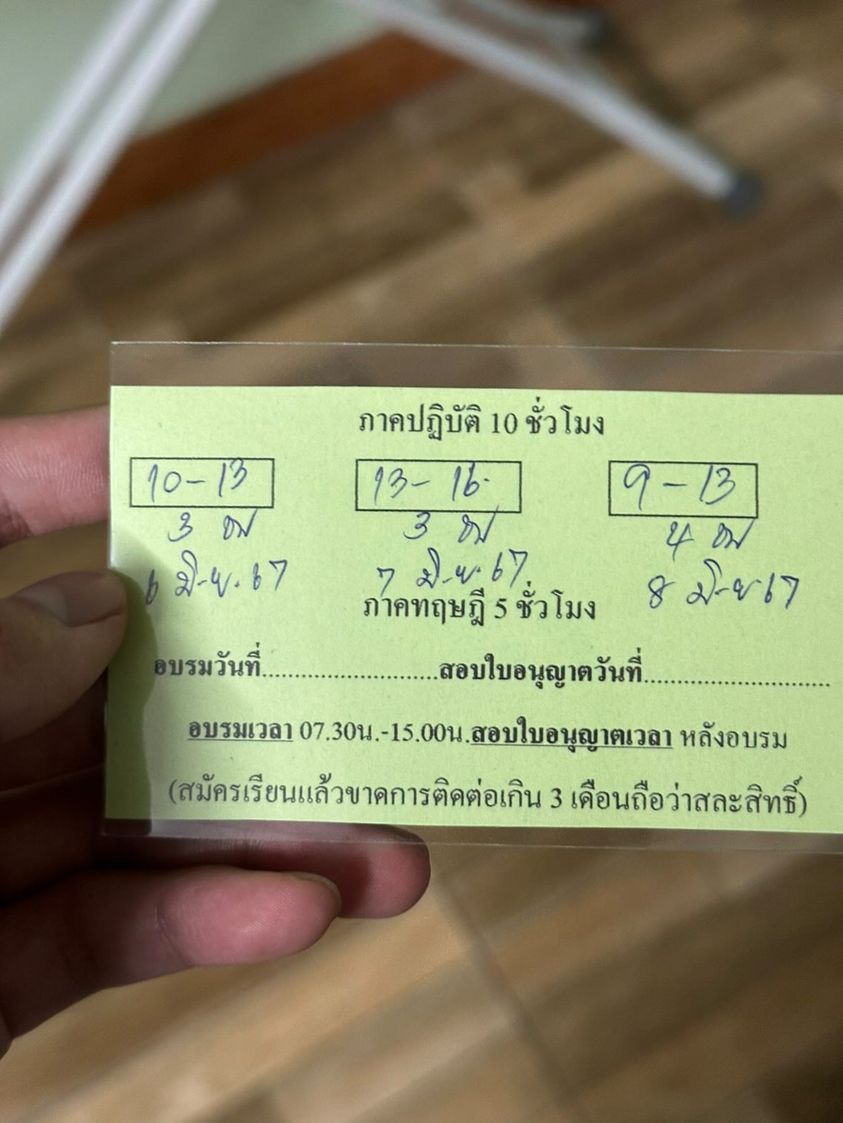 ภาคปฏิบัติ 10 ชั่วโมง
10-13 13-16. 9-13
3 ชม 3 ชม 4 ชม
6 มิ.ย. 67 7 มิ.ย. 67 8 มิ.ย 67
ภาคทฤษฎี 5 ชั่วโมง
อบรมวันที่...........................สอบใบอนุญาตวันที่.............................
อบรมเวลา 07.30น.-15.00น.สอบใบอนุญาตเวลา หลังอบรม
(สมัครเรียนแล้วขาดการติดต่อเกิน 3 เดือนถือว่าสละสิทธิ์)